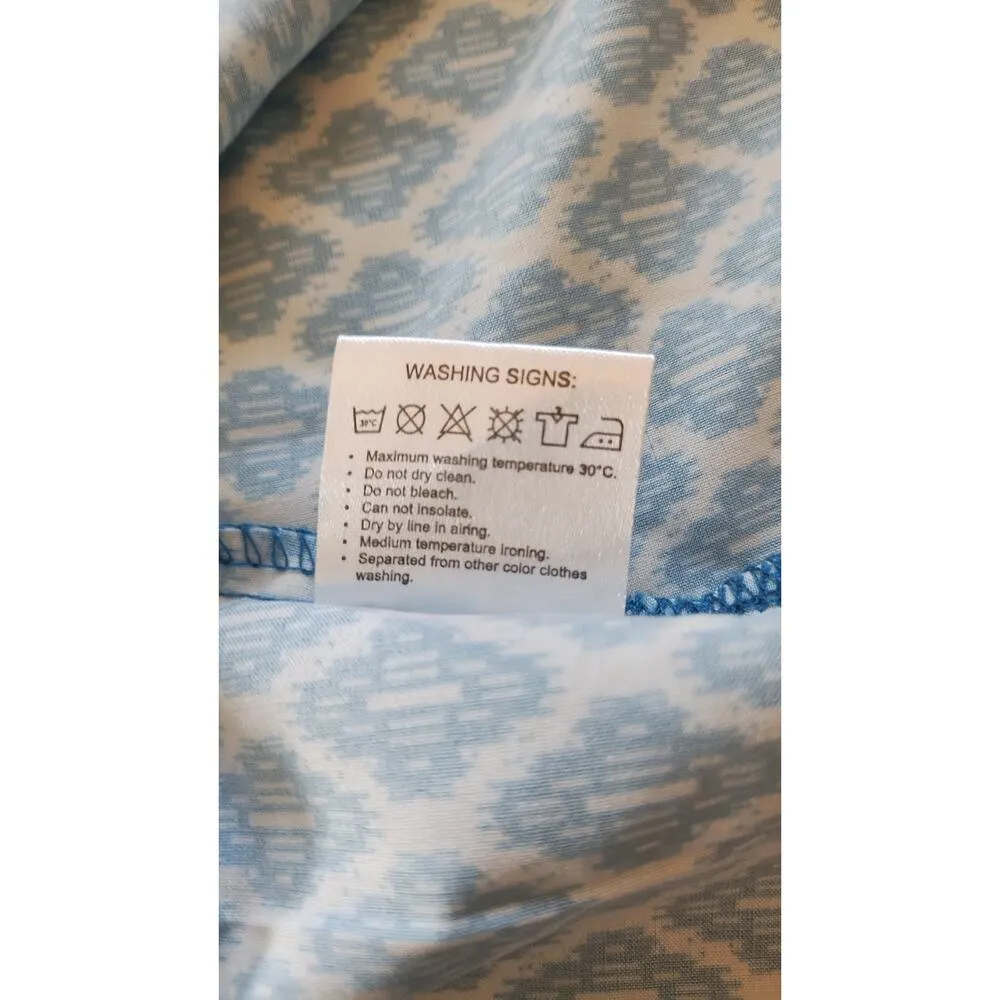 WASHING SIGNS:
30°C
• Maximum washing temperature 30°C.
• Do not dry clean.
• Do not bleach.
• Can not insolate.
• Dry by line in airing.
• Medium temperature ironing.
• Separated from other color clothes
washing.